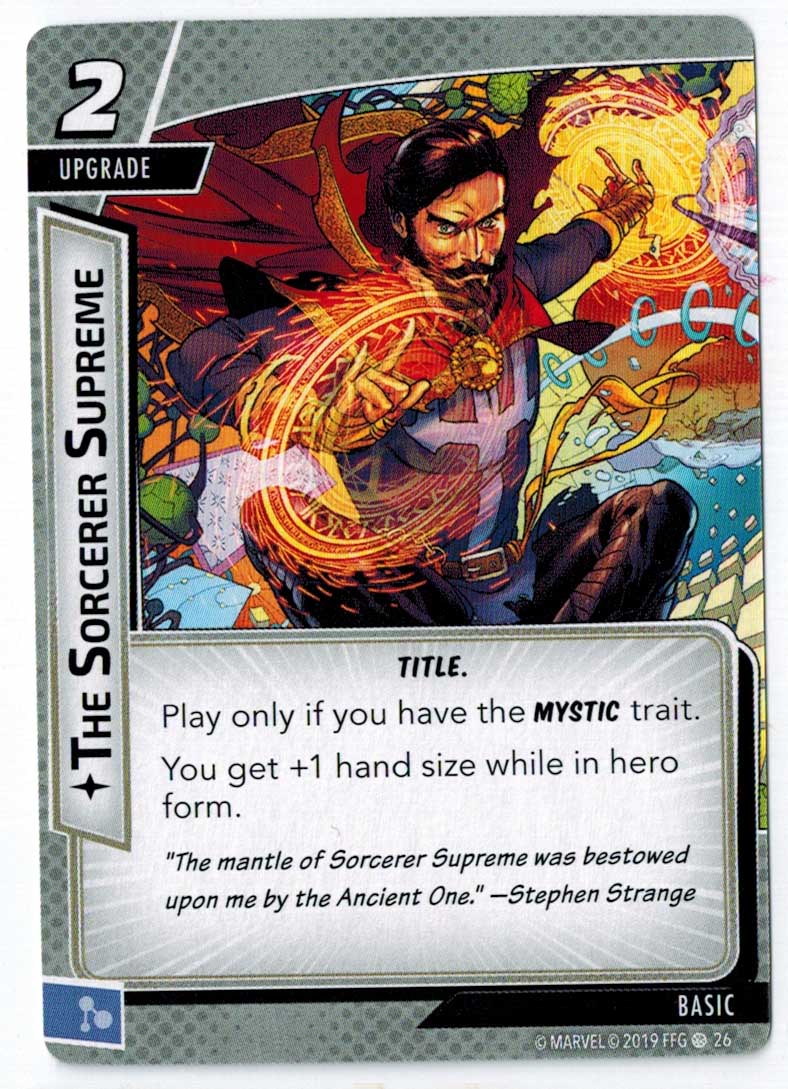 2
UPGRADE
THE SORCERER SUPREME
TITLE.
Play only if you have the MYSTIC trait.
You get +1 hand size while in hero
form.
"The mantle of Sorcerer Supreme was bestowed
upon me by the Ancient One." —Stephen Strange
BASIC
© MARVEL © 2019 FFG 26